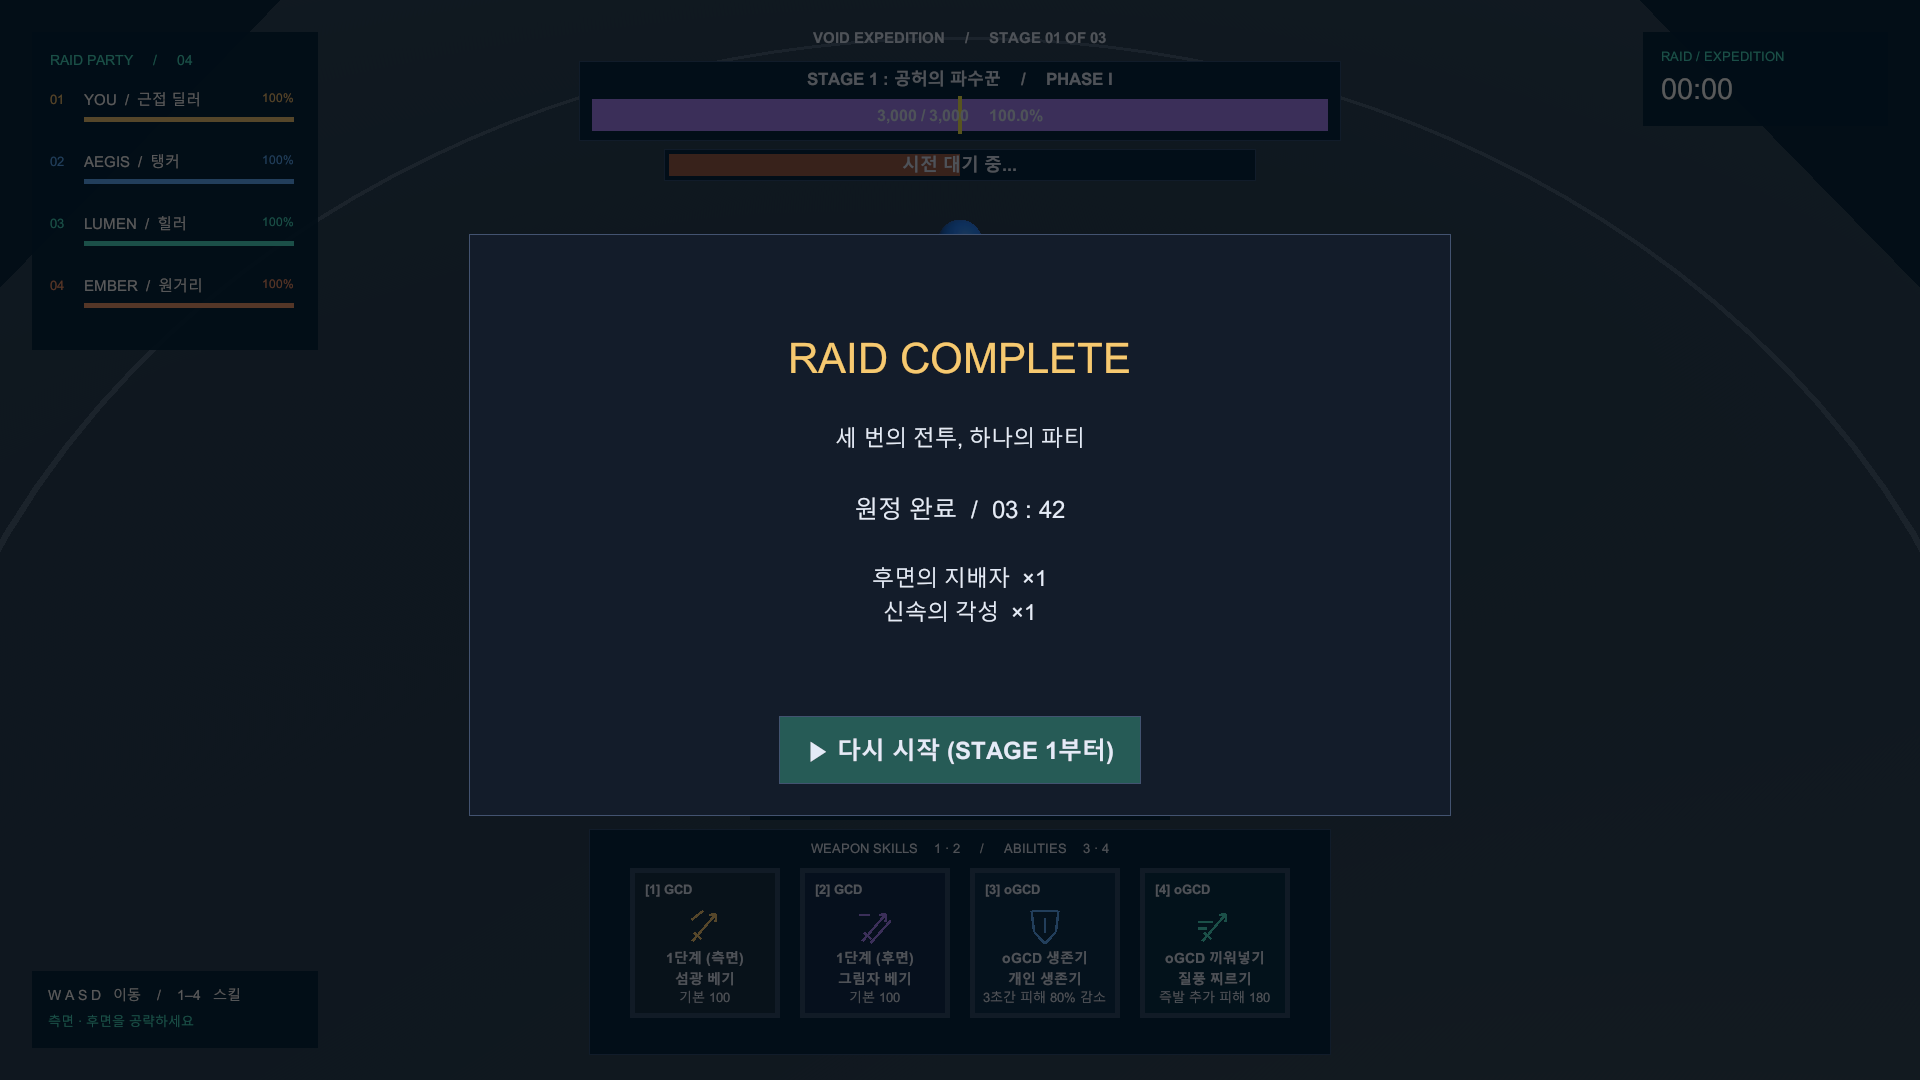 RAID PARTY / 04
01 YOU / 근접 딜러 100%
02 AEGIS / 탱커 100%
03 LUMEN / 힐러 100%
04 EMBER / 원거리 100%
VOID EXPEDITION / STAGE 01 OF 03
STAGE 1 : 공허의 파수꾼 / PHASE I
3,000 / 3,000 100.0%
시전 대기 중...
RAID / EXPEDITION
00:00
RAID COMPLETE
세 번의 전투, 하나의 파티
원정 완료 / 03 : 42
후면의 지배자 ×1
신속의 각성 ×1
▶ 다시 시작 (STAGE 1부터)
WEAPON SKILLS 1 · 2 / ABILITIES 3 · 4
[1] GCD
1단계 (측면)
섬광 베기
기본 100
[2] GCD
1단계 (후면)
그림자 베기
기본 100
[3] oGCD
oGCD 생존기
개인 생존기
3초간 피해 80% 감소
[4] oGCD
oGCD 끼워넣기
질풍 찌르기
즉발 추가 피해 180
W A S D 이동 / 1–4 스킬
측면 · 후면을 공략하세요